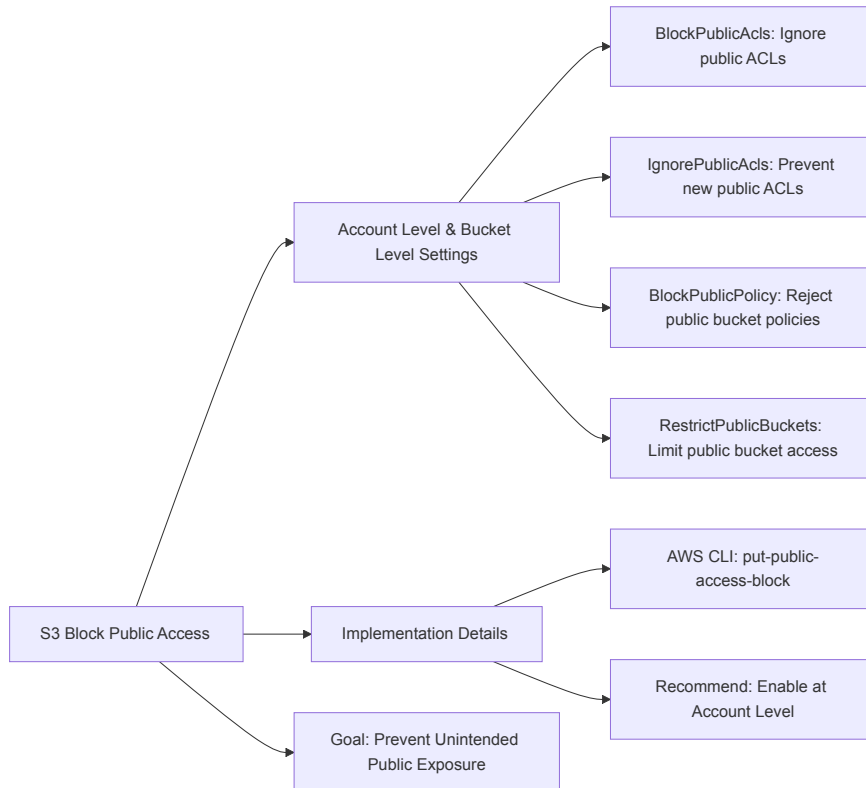 BlockPublicAcls: Ignore
public ACLs
IgnorePublicAcls: Prevent
new public ACLs
Account Level & Bucket
Level Settings
BlockPublicPolicy: Reject
public bucket policies
RestrictPublicBuckets:
Limit public bucket access
AWS CLI: put-public-
access-block
S3 Block Public Access
Implementation Details
Recommend: Enable at
Account Level
Goal: Prevent Unintended
Public Exposure